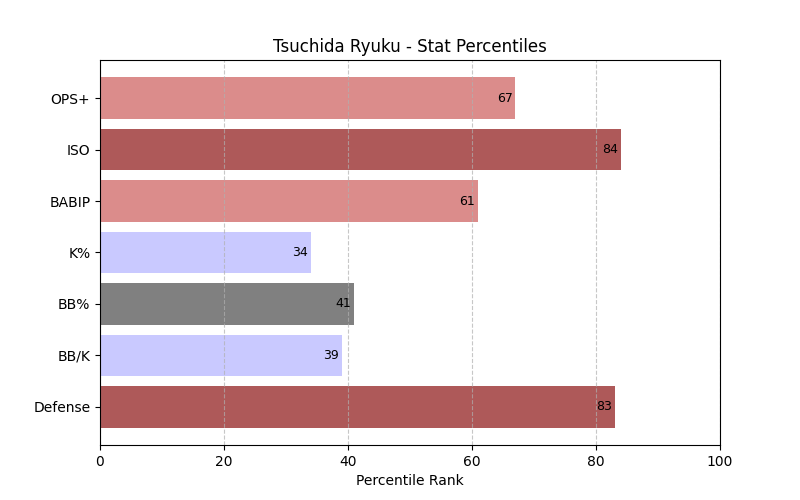 Tsuchida Ryuku - Stat Percentiles
OPS+ 67
ISO 84
BABIP 61
K% 34
BB% 41
BB/K 39
Defense 83
0 20 40 60 80 100
Percentile Rank